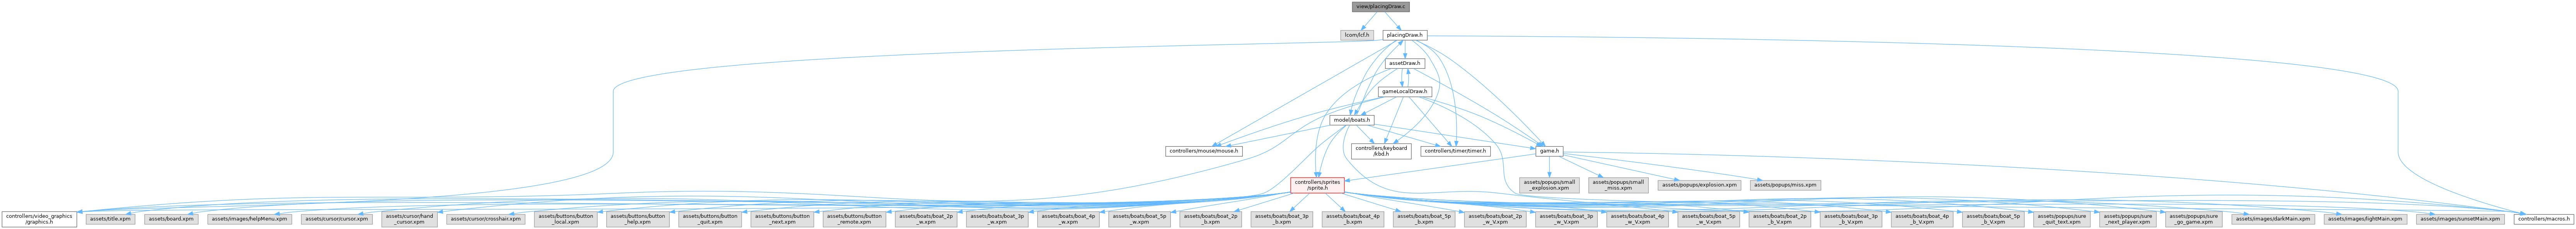 view/placingDraw.c
lcom/lcf.h
placingDraw.h
assetDraw.h
gameLocalDraw.h
model/boats.h
controllers/mouse/mouse.h
controllers/keyboard
/kbd.h
controllers/timer/timer.h
game.h
controllers/sprites
/sprite.h
assets/popups/small
_explosion.xpm
assets/popups/small
_miss.xpm
assets/popups/explosion.xpm
assets/popups/miss.xpm
controllers/video_graphics
/graphics.h
assets/title.xpm
assets/board.xpm
assets/images/helpMenu.xpm
assets/cursor/cursor.xpm
assets/cursor/hand
_cursor.xpm
assets/cursor/crosshair.xpm
assets/buttons/button
_local.xpm
assets/buttons/button
_help.xpm
assets/buttons/button
_quit.xpm
assets/buttons/button
_next.xpm
assets/buttons/button
_remote.xpm
assets/boats/boat_2p
_w.xpm
assets/boats/boat_3p
_w.xpm
assets/boats/boat_4p
_w.xpm
assets/boats/boat_5p
_w.xpm
assets/boats/boat_2p
_b.xpm
assets/boats/boat_3p
_b.xpm
assets/boats/boat_4p
_b.xpm
assets/boats/boat_5p
_b.xpm
assets/boats/boat_2p
_w_V.xpm
assets/boats/boat_3p
_w_V.xpm
assets/boats/boat_4p
_w_V.xpm
assets/boats/boat_5p
_w_V.xpm
assets/boats/boat_2p
_b_V.xpm
assets/boats/boat_3p
_b_V.xpm
assets/boats/boat_4p
_b_V.xpm
assets/boats/boat_5p
_b_V.xpm
assets/popups/sure
_quit_text.xpm
assets/popups/sure
_next_player.xpm
assets/popups/sure
_go_game.xpm
assets/images/darkMain.xpm
assets/images/lightMain.xpm
assets/images/sunsetMain.xpm
controllers/macros.h